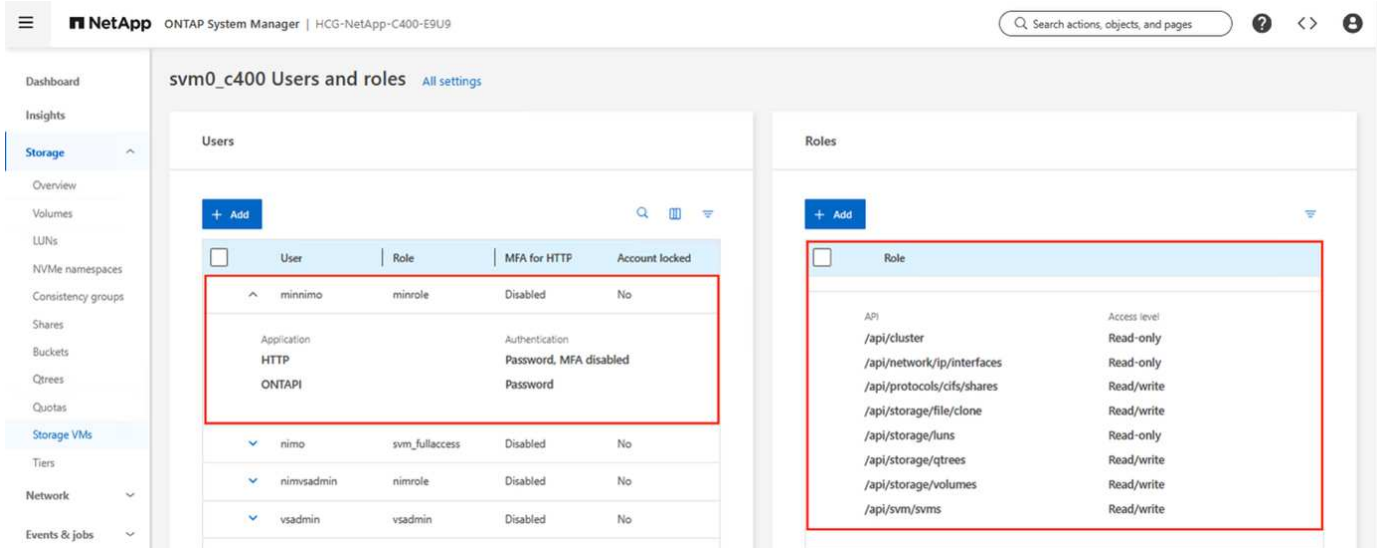 NetApp ONTAP System Manager | HCG-NetApp-C400-E9U9
Search actions, objects, and pages
Dashboard
Insights
Storage
Overview
Volumes
LUNs
NVMe namespaces
Consistency groups
Shares
Buckets
Qtrees
Quotas
Storage VMs
Tiers
Network
Events & jobs
svm0_c400 Users and roles All settings
Users
+ Add
User Role MFA for HTTP Account locked
minnimo minrole Disabled No
Application Authentication
HTTP Password, MFA disabled
ONTAPI Password
nimo svm_fullaccess Disabled No
nimvsadmin nimrole Disabled No
vsadmin vsadmin Disabled No
Roles
+ Add
Role
API Access level
/api/cluster Read-only
/api/network/ip/interfaces Read-only
/api/protocols/cifs/shares Read/write
/api/storage/file/clone Read/write
/api/storage/luns Read-only
/api/storage/qtrees Read/write
/api/storage/volumes Read/write
/api/svm/svms Read/write